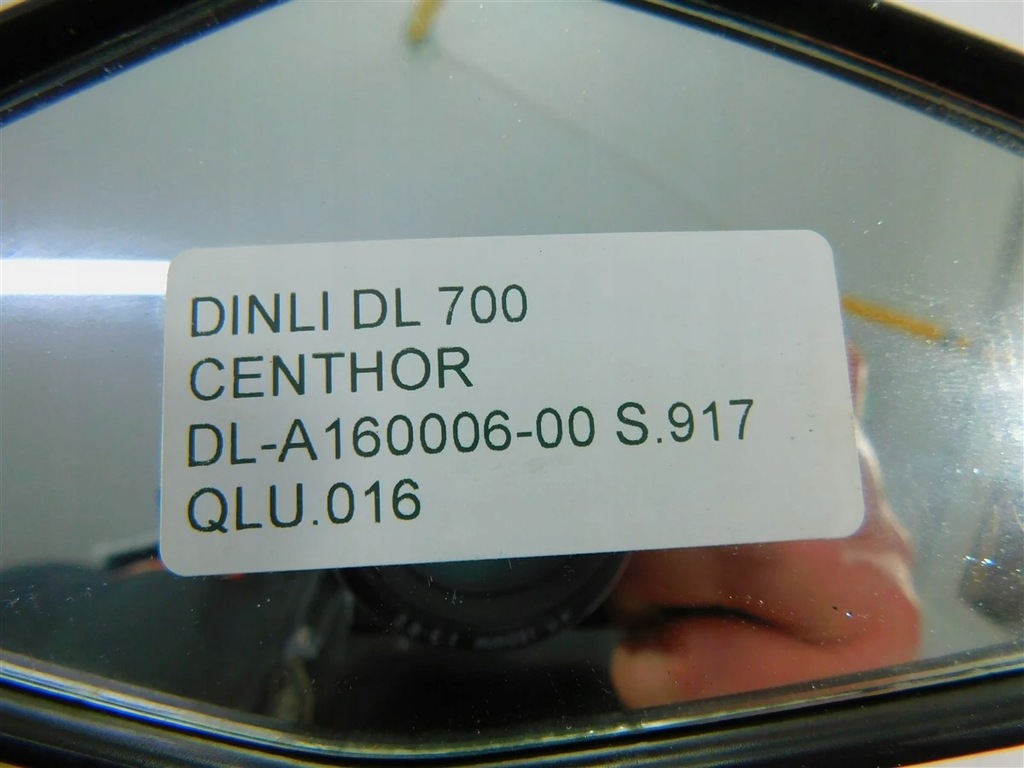 DINLI DL 700
CENTHOR
DL-A160006-00 S.917
QLU.016